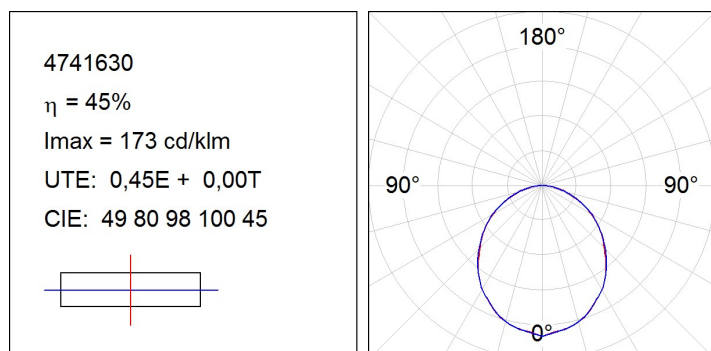 4741630
η = 45%
Imax = 173 cd/klm
UTE: 0,45E + 0,00T
CIE: 49 80 98 100 45
180°
90° 90°
0°